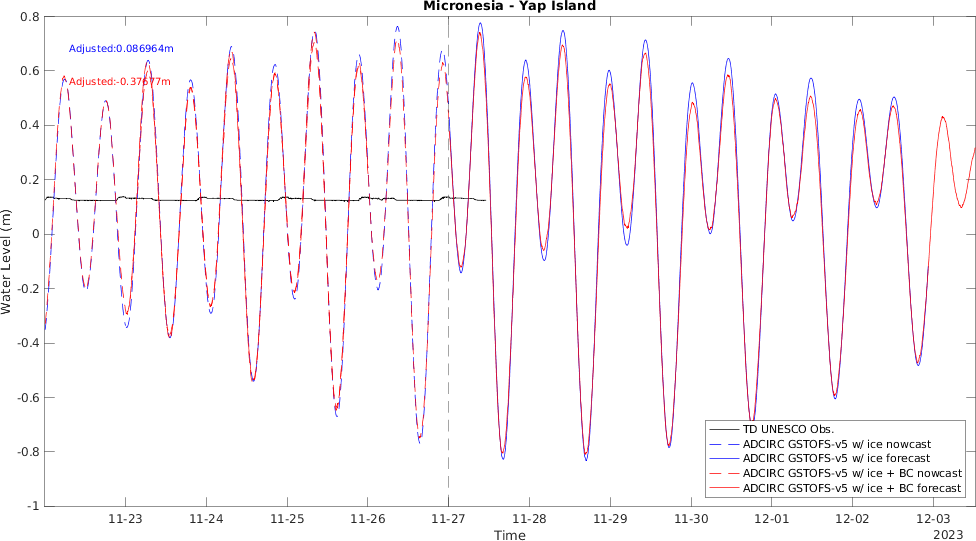 Micronesia - Yap Island
Adjusted:0.086964m
Adjusted:-0.37677m
Water Level (m)
0.8
0.6
0.4
0.2
0
-0.2
-0.4
-0.6
-0.8
-1
TD UNESCO Obs.
ADCIRC GSTOFS-v5 w/ ice nowcast
ADCIRC GSTOFS-v5 w/ ice forecast
ADCIRC GSTOFS-v5 w/ ice + BC nowcast
ADCIRC GSTOFS-v5 w/ ice + BC forecast
11-23 11-24 11-25 11-26 11-27 11-28 11-29 11-30 12-01 12-02 12-03
Time
2023